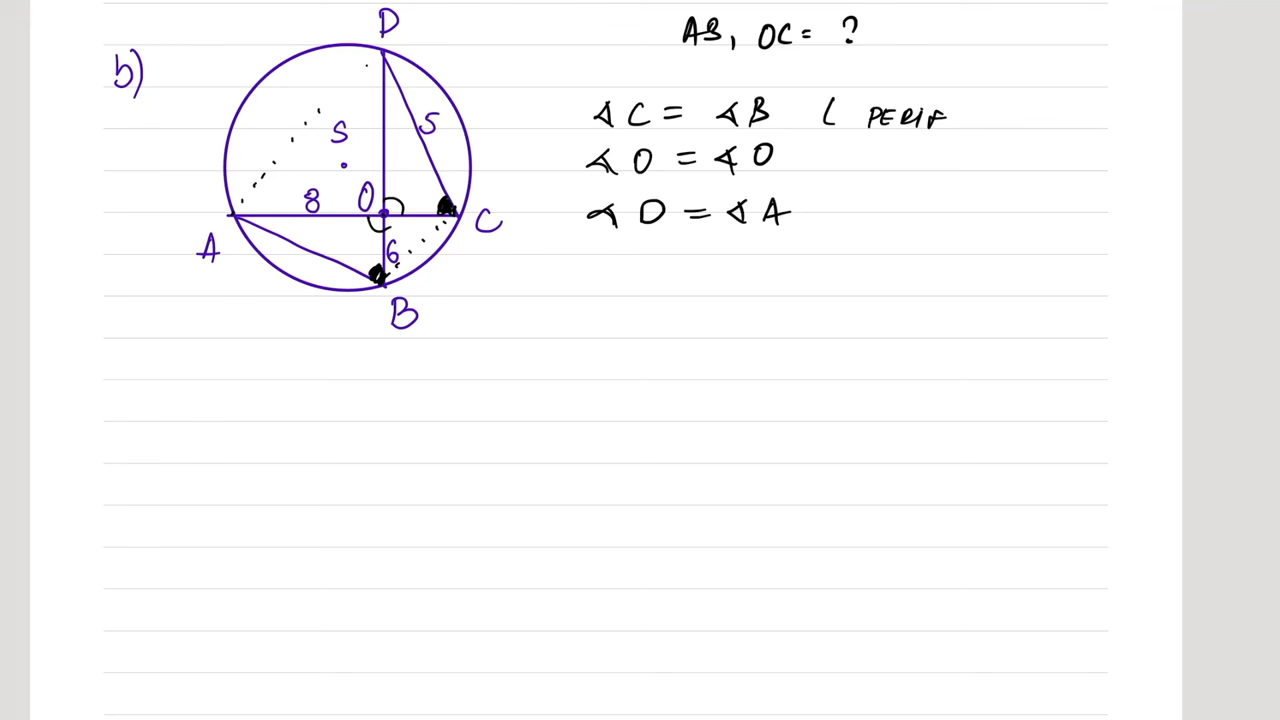 D
AB, OC = ?
b)
∢ C = ∢ B ( PERIF
S 5
∢ O = ∢ O
8 O
∢ D = ∢ A
C
A
6
B